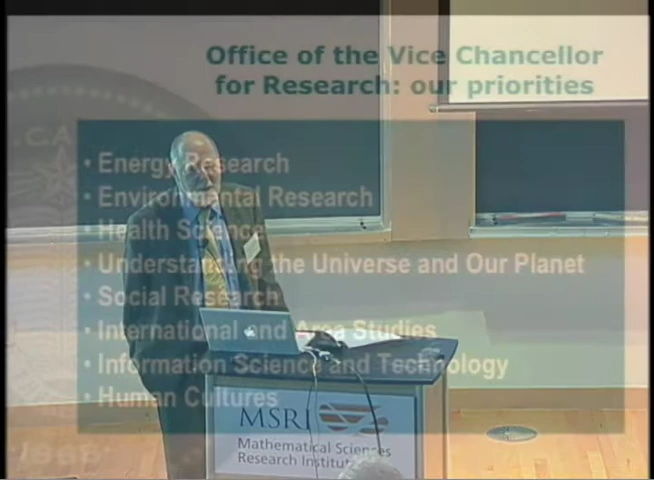 Office of the Vice Chancellor
for Research: our priorities
• Energy Research
• Environmental Research
• Health Science
• Understanding the Universe and Our Planet
• Social Research
• International and Area Studies
• Information Science and Technology
• Human Cultures
MSRI
Mathematical Sciences
Research Institute